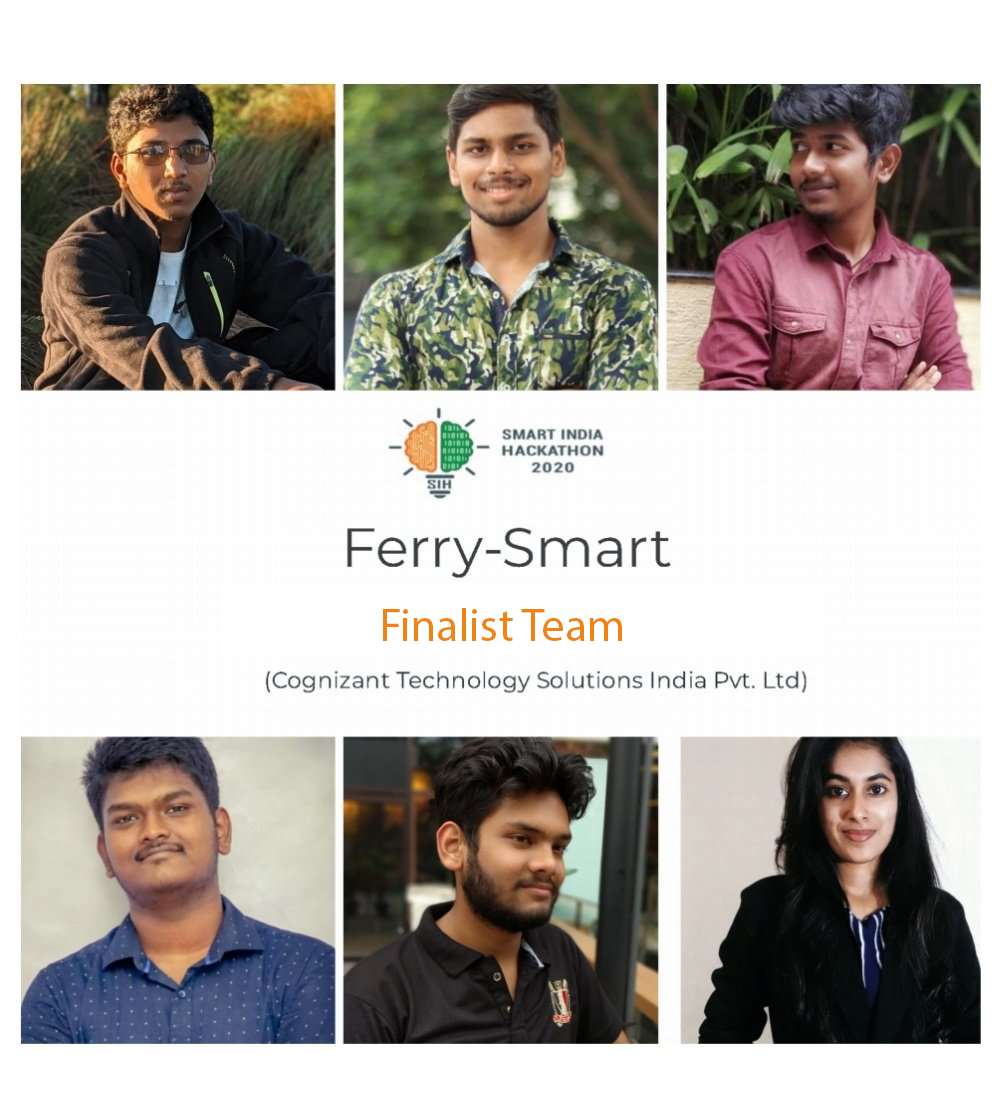 SMART INDIA
HACKATHON
2020
SIH
Ferry-Smart
Finalist Team
(Cognizant Technology Solutions India Pvt. Ltd)